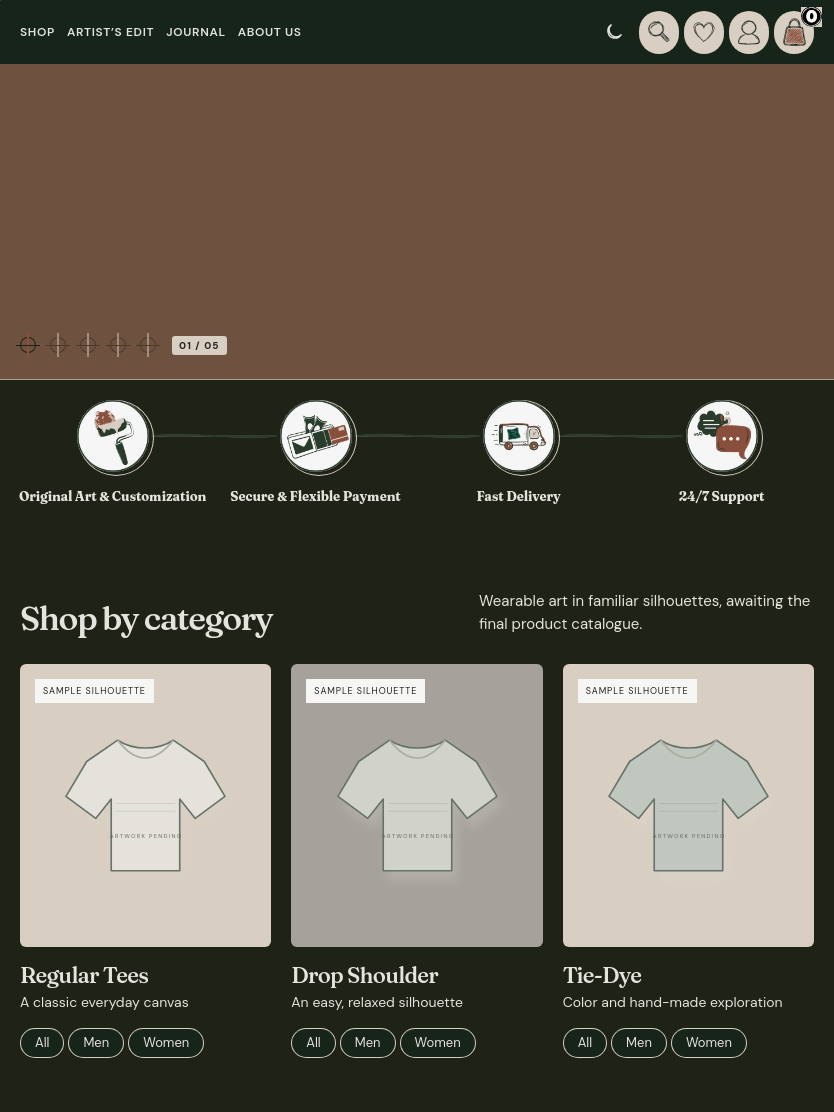 SHOP ARTIST'S EDIT JOURNAL ABOUT US
0
01 / 05
Original Art & Customization
Secure & Flexible Payment
Fast Delivery
24/7 Support
Shop by category
Wearable art in familiar silhouettes, awaiting the
final product catalogue.
SAMPLE SILHOUETTE
ARTWORK PENDING
SAMPLE SILHOUETTE
ARTWORK PENDING
SAMPLE SILHOUETTE
ARTWORK PENDING
Regular Tees
A classic everyday canvas
All Men Women
Drop Shoulder
An easy, relaxed silhouette
All Men Women
Tie-Dye
Color and hand-made exploration
All Men Women